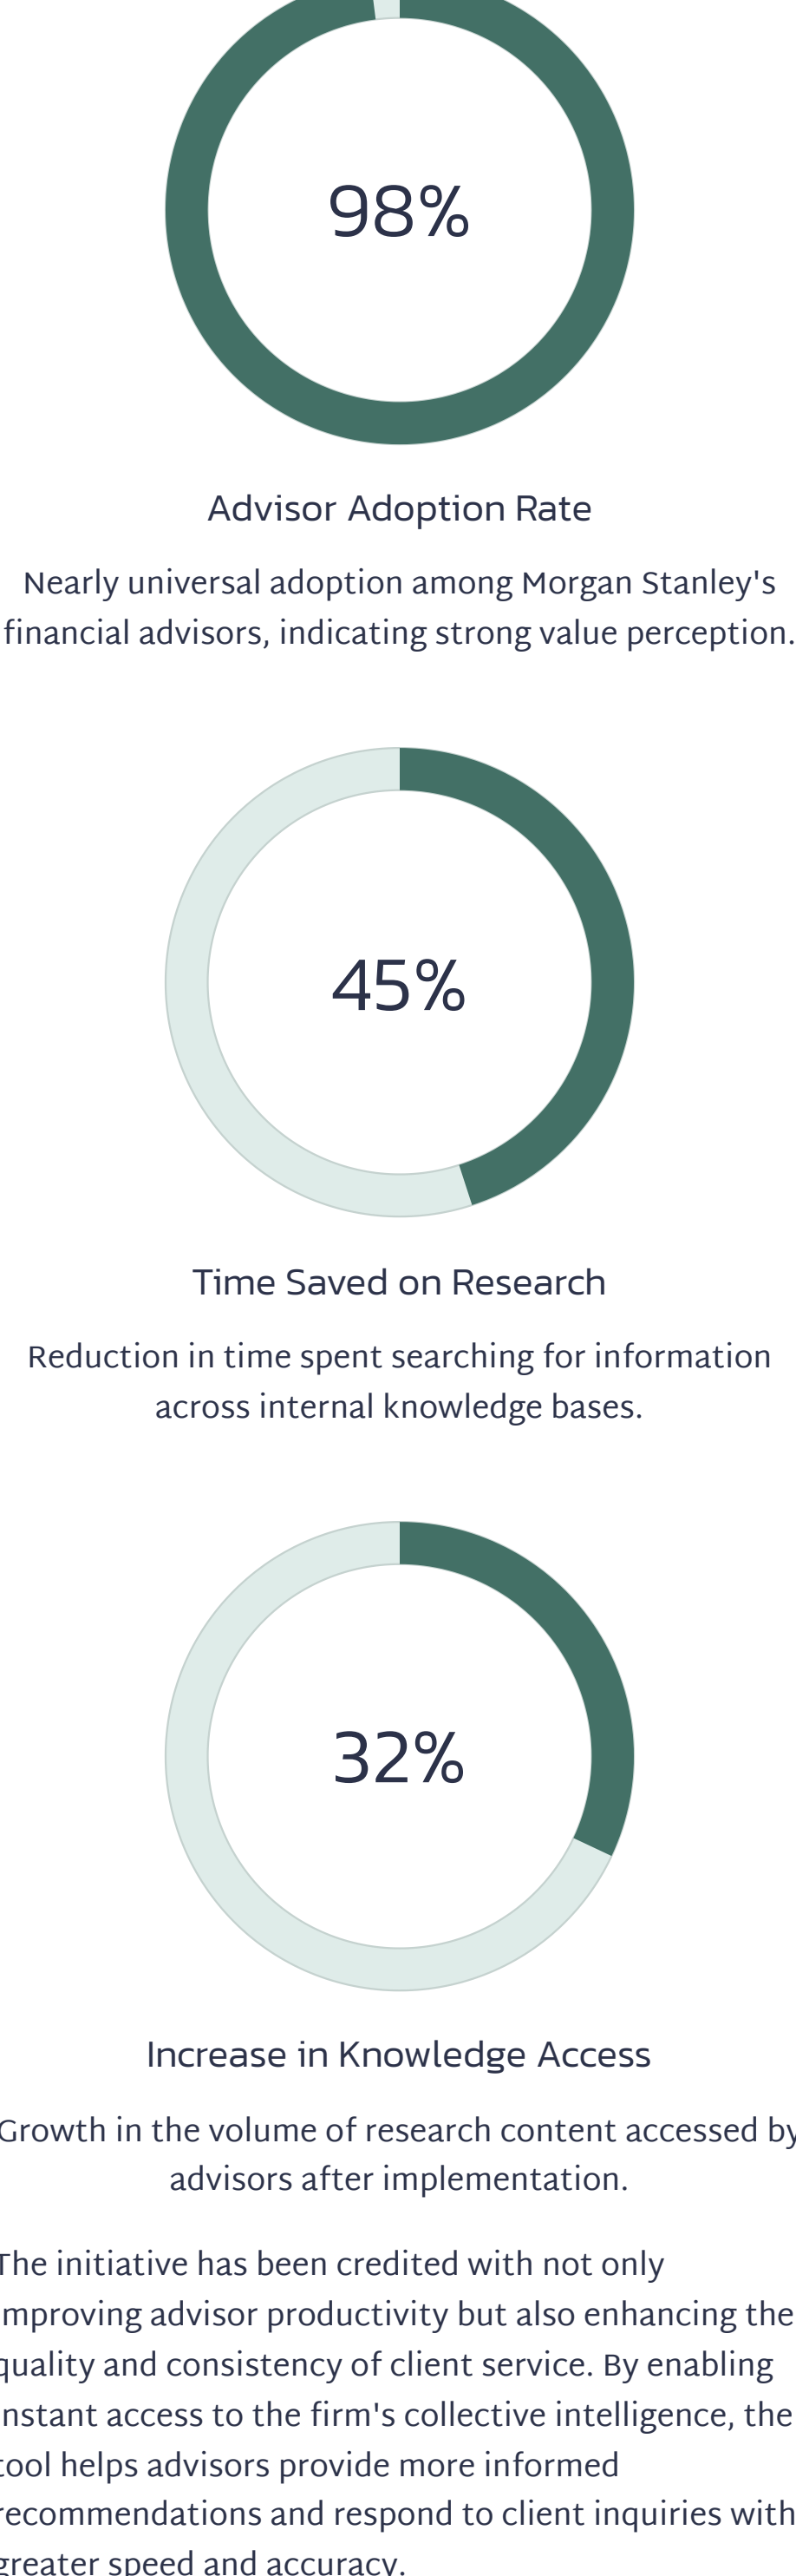 98%
Advisor Adoption Rate
Nearly universal adoption among Morgan Stanley's
financial advisors, indicating strong value perception.
45%
Time Saved on Research
Reduction in time spent searching for information
across internal knowledge bases.
32%
Increase in Knowledge Access
Growth in the volume of research content accessed by
advisors after implementation.
The initiative has been credited with not only
improving advisor productivity but also enhancing the
quality and consistency of client service. By enabling
instant access to the firm's collective intelligence, the
tool helps advisors provide more informed
recommendations and respond to client inquiries with
greater speed and accuracy.